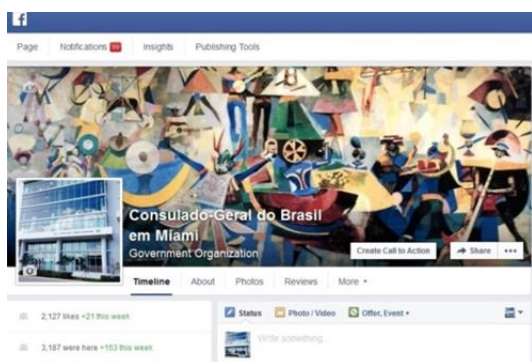 f
Page Notifications 99 Insights Publishing Tools
Consulado-Geral do Brasil
em Miami
Government Organization
Create Call to Action Share
Timeline About Photos Reviews More
2,127 likes +21 this week
3,187 were here +153 this week
Status Photo / Video Offer, Event +
Write something...